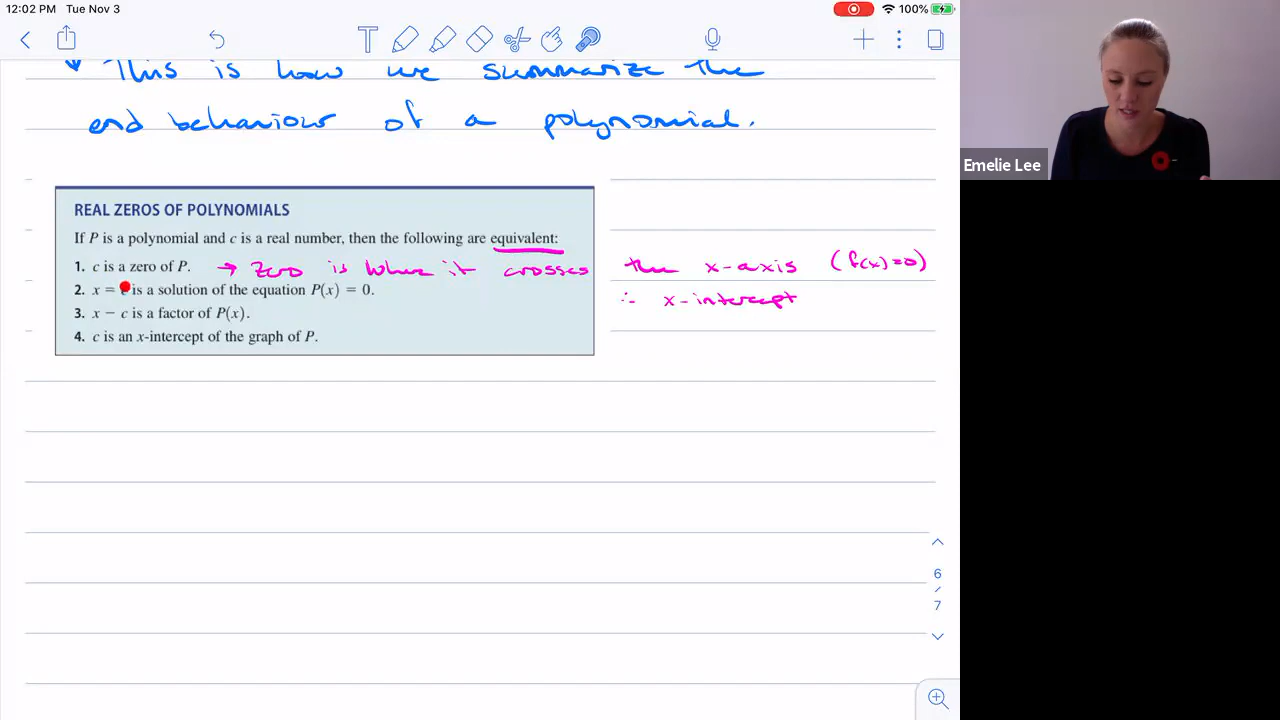 12:02 PM Tue Nov 3
100%
This is how we summarize the
end behaviour of a polynomial.
Emelie Lee
REAL ZEROS OF POLYNOMIALS
If P is a polynomial and c is a real number, then the following are equivalent:
1. c is a zero of P. → Zero is where it crosses the x-axis (f(x)=0)
2. x = is a solution of the equation P(x) = 0.
∴ x-intercept
3. x − c is a factor of P(x).
4. c is an x-intercept of the graph of P.
6
/
7